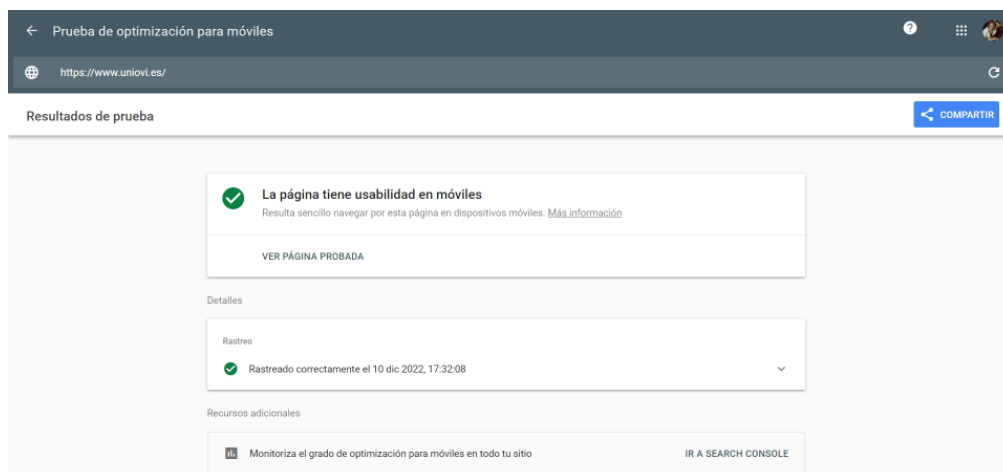 Prueba de optimización para móviles
https://www.uniovi.es/
Resultados de prueba
COMPARTIR
La página tiene usabilidad en móviles
Resulta sencillo navegar por esta página en dispositivos móviles. Más información
VER PÁGINA PROBADA
Detalles
Rastreo
Rastreado correctamente el 10 dic 2022, 17:32:08
Recursos adicionales
Monitoriza el grado de optimización para móviles en todo tu sitio
IR A SEARCH CONSOLE